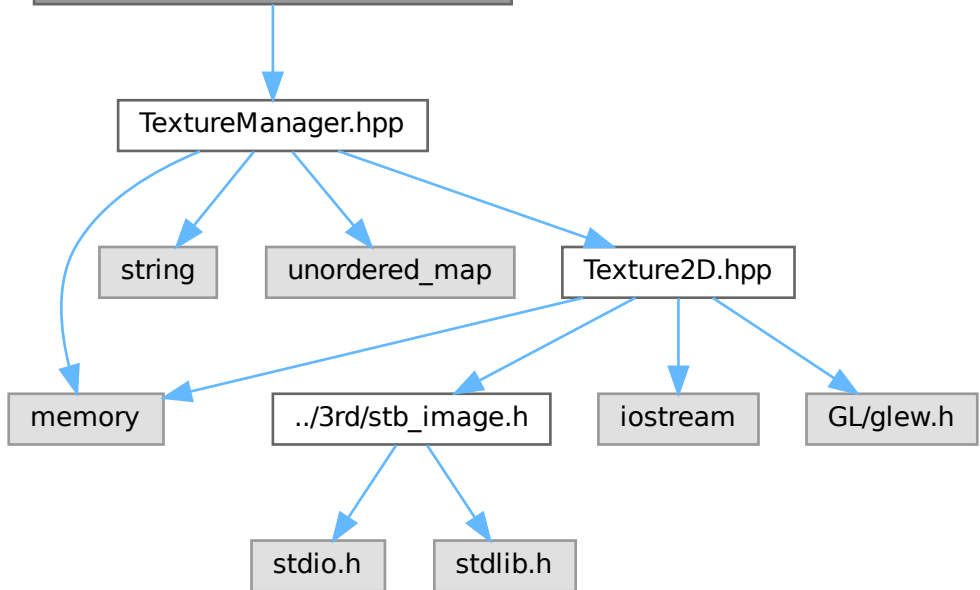 TextureManager.hpp
string
unordered_map
Texture2D.hpp
memory
../3rd/stb_image.h
iostream
GL/glew.h
stdio.h
stdlib.h